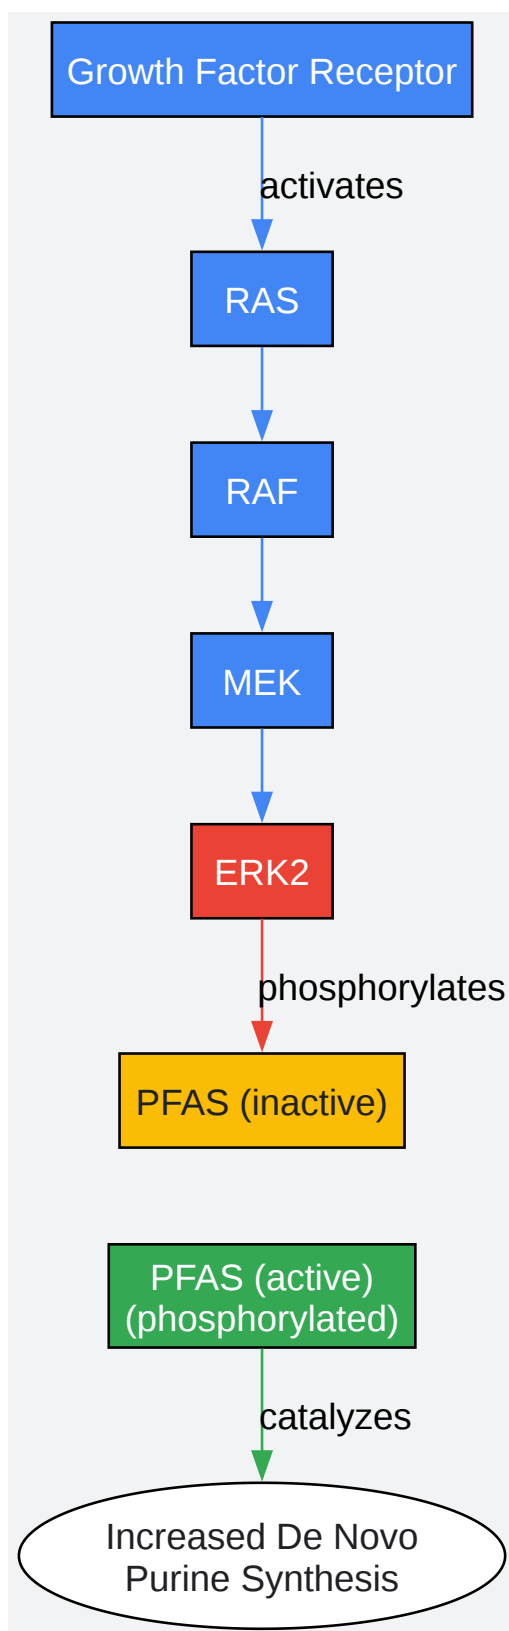 Growth Factor Receptor
activates
RAS
RAF
MEK
ERK2
phosphorylates
PFAS (inactive)
PFAS (active)
(phosphorylated)
catalyzes
Increased De Novo
Purine Synthesis